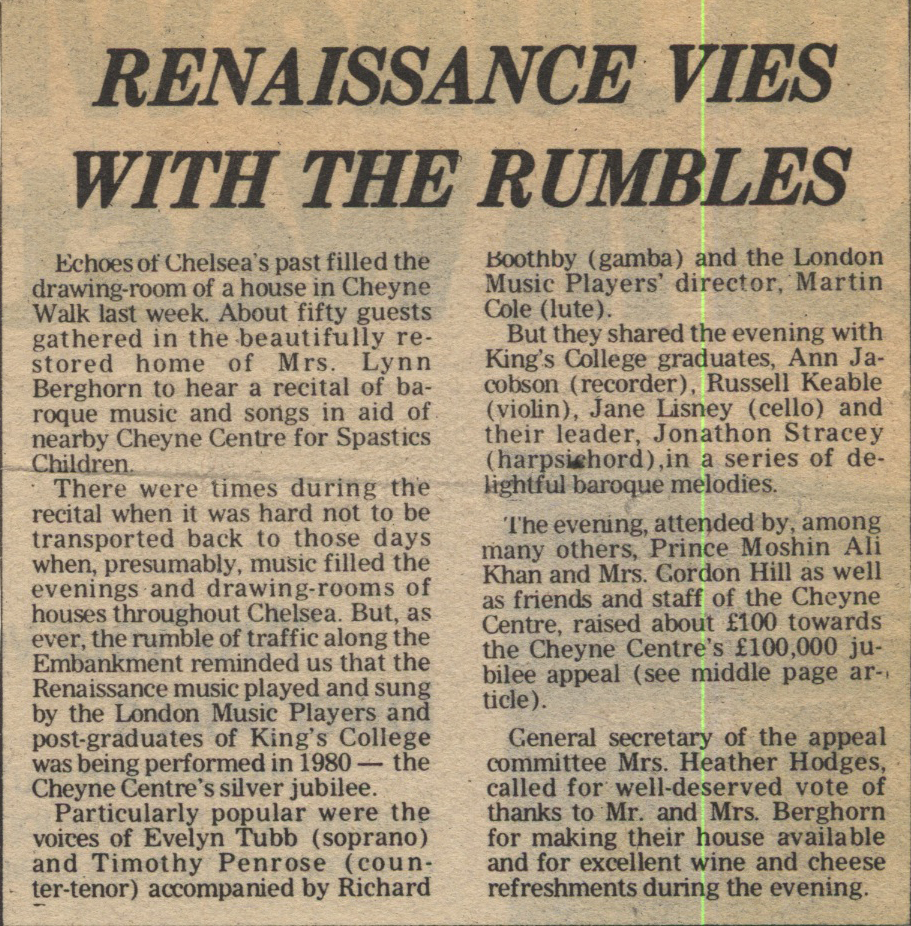 RENAISSANCE VIES
WITH THE RUMBLES
Echoes of Chelsea's past filled the
drawing-room of a house in Cheyne
Walk last week. About fifty guests
gathered in the beautifully re-
stored home of Mrs. Lynn
Berghorn to hear a recital of ba-
roque music and songs in aid of
nearby Cheyne Centre for Spastics
Children.
There were times during the
recital when it was hard not to be
transported back to those days
when, presumably, music filled the
evenings and drawing-rooms of
houses throughout Chelsea. But, as
ever, the rumble of traffic along the
Embankment reminded us that the
Renaissance music played and sung
by the London Music Players and
post-graduates of King's College
was being performed in 1980 — the
Cheyne Centre's silver jubilee.
Particularly popular were the
voices of Evelyn Tubb (soprano)
and Timothy Penrose (coun-
ter-tenor) accompanied by Richard
Boothby (gamba) and the London
Music Players' director, Martin
Cole (lute).
But they shared the evening with
King's College graduates, Ann Ja-
cobson (recorder), Russell Keable
(violin), Jane Lisney (cello) and
their leader, Jonathon Stracey
(harpsichord),in a series of de-
lightful baroque melodies.
The evening, attended by, among
many others, Prince Moshin Ali
Khan and Mrs. Gordon Hill as well
as friends and staff of the Cheyne
Centre, raised about £100 towards
the Cheyne Centre's £100,000 ju-
bilee appeal (see middle page ar-
ticle).
General secretary of the appeal
committee Mrs. Heather Hodges,
called for well-deserved vote of
thanks to Mr. and Mrs. Berghorn
for making their house available
and for excellent wine and cheese
refreshments during the evening.